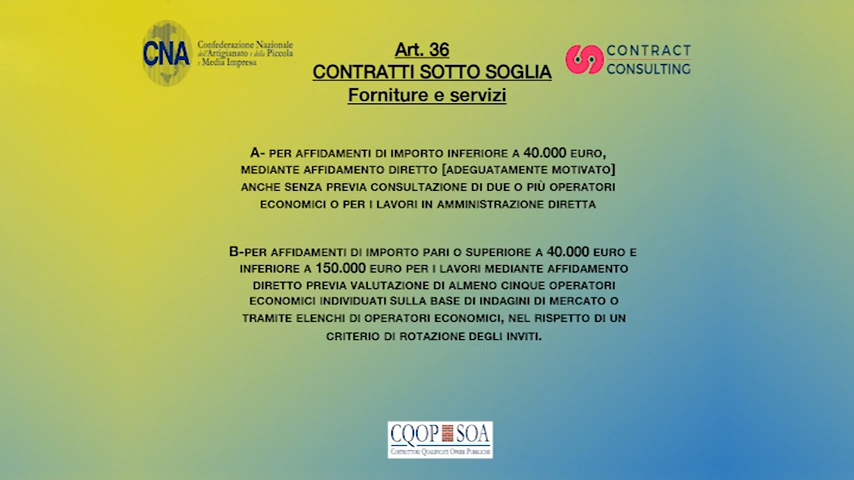 CNA
Confederazione Nazionale
dell'Artigianato e della Piccola
e Media Impresa
Art. 36
CONTRATTI SOTTO SOGLIA
Forniture e servizi
CONTRACT
CONSULTING
A- PER AFFIDAMENTI DI IMPORTO INFERIORE A 40.000 EURO,
MEDIANTE AFFIDAMENTO DIRETTO [ADEGUATAMENTE MOTIVATO]
ANCHE SENZA PREVIA CONSULTAZIONE DI DUE O PIÙ OPERATORI
ECONOMICI O PER I LAVORI IN AMMINISTRAZIONE DIRETTA
B-PER AFFIDAMENTI DI IMPORTO PARI O SUPERIORE A 40.000 EURO E
INFERIORE A 150.000 EURO PER I LAVORI MEDIANTE AFFIDAMENTO
DIRETTO PREVIA VALUTAZIONE DI ALMENO CINQUE OPERATORI
ECONOMICI INDIVIDUATI SULLA BASE DI INDAGINI DI MERCATO O
TRAMITE ELENCHI DI OPERATORI ECONOMICI, NEL RISPETTO DI UN
CRITERIO DI ROTAZIONE DEGLI INVITI.
CQOP SOA
COSTRUTTORI QUALIFICATI OPERE PUBBLICHE